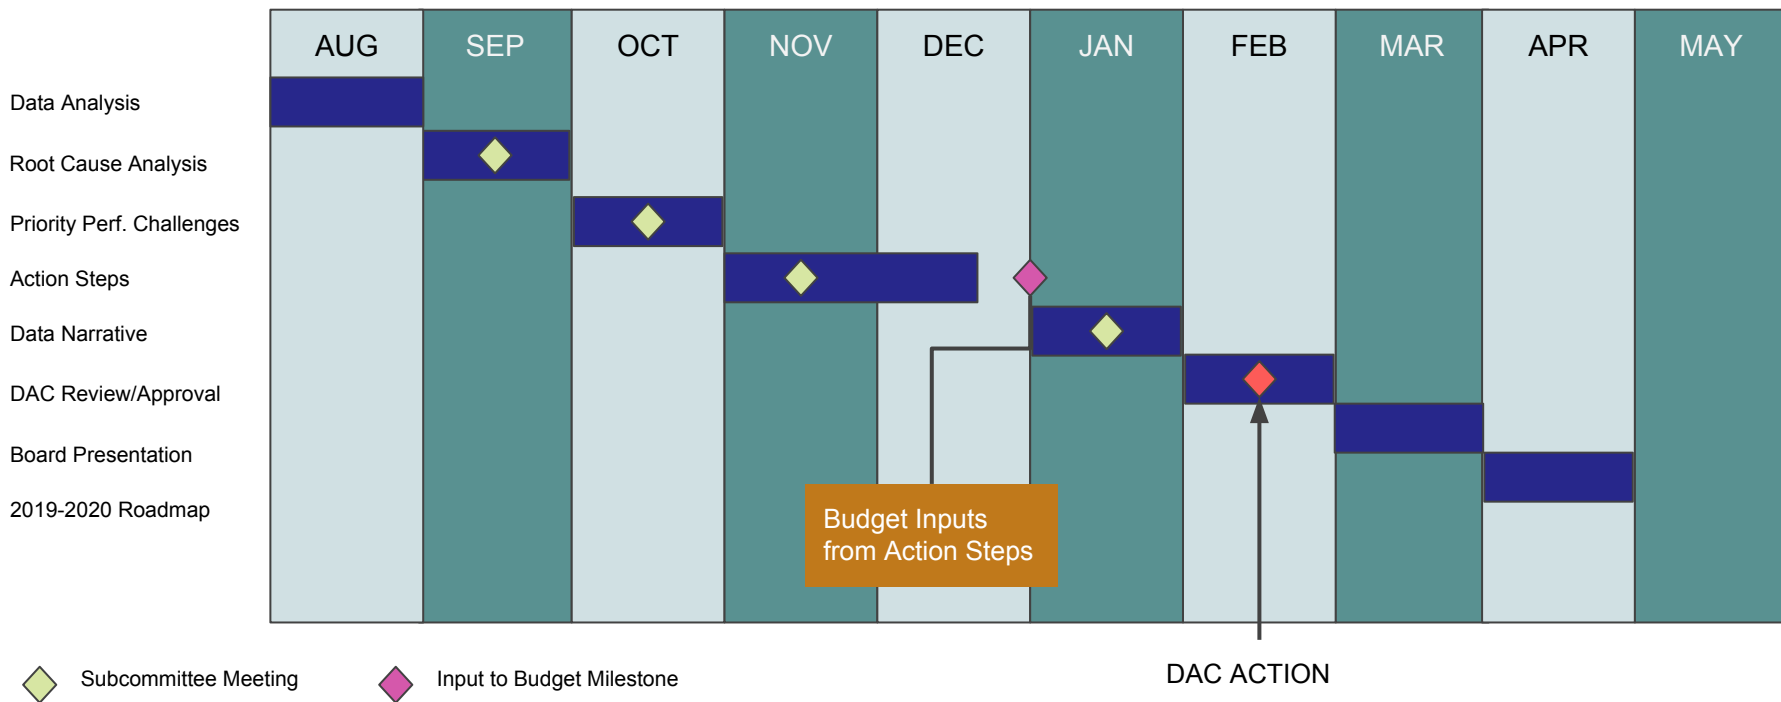 AUG SEP OCT NOV DEC JAN FEB MAR APR MAY
Data Analysis
Root Cause Analysis
Priority Perf. Challenges
Action Steps
Data Narrative
DAC Review/Approval
Board Presentation
2019-2020 Roadmap
Budget Inputs
from Action Steps
DAC ACTION
Subcommittee Meeting
Input to Budget Milestone